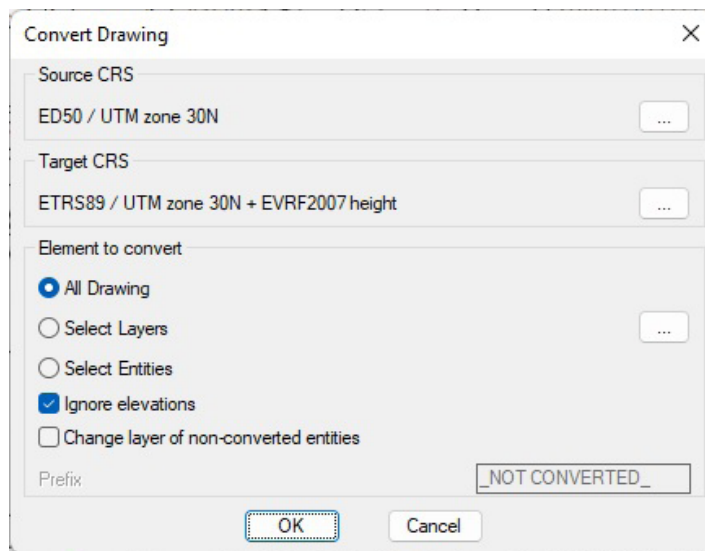 Convert Drawing
Source CRS
ED50 / UTM zone 30N
...
Target CRS
ETRS89 / UTM zone 30N + EVRF2007 height
...
Element to convert
All Drawing
Select Layers
...
Select Entities
Ignore elevations
Change layer of non-converted entities
Prefix
_NOT CONVERTED_
OK
Cancel